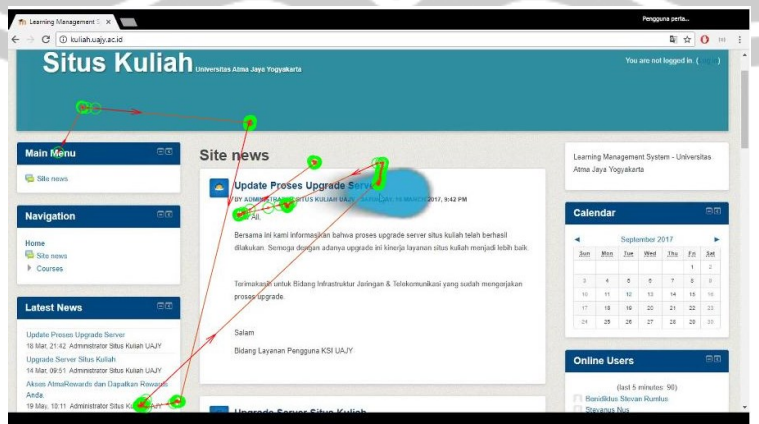 Learning Management S
Pengguna perta...
kuliah.uajy.ac.id
Situs Kuliah
Universitas Atma Jaya Yogyakarta
You are not logged in. (
Main Menu
Site news
Navigation
Home
Site news
Courses
Latest News
Update Proses Upgrade Server
18 Mar, 21:42 Administrator Situs Kuliah UAJY
Upgrade Server Situs Kuliah
14 Mar, 09:51 Administrator Situs Kuliah UAJY
Akses AtmaRewards dan Dapatkan Rewards
Anda
19 May, 10:11 Administrator Situs
Site news
Update Proses Upgrade Server
BY ADMINISTRATOR SITUS KULIAH UAJY 2017, 9:42 PM
All,
Bersama ini kami informasikan bahwa proses upgrade server situs kuliah telah berhasil
dilakukan. Semoga dengan adanya upgrade ini kinerja layanan situs kuliah menjadi lebih baik.
Terimakasih untuk Bidang Infrastruktur Jaringan & Telekomunikasi yang sudah mengerjakan
proses upgrade.
Salam
Bidang Layanan Pengguna KSI UAJY
Upgrade Server Situs Kuliah
Learning Management System - Universitas
Atma Jaya Yogyakarta
Calendar
September 2017
Sun Mon Tue Wed Thu Fri Sat
1 2
3 4 5 6 7 8 9
10 11 12 13 14 15 16
17 18 19 20 21 22 23
24 25 26 27 28 29 30
Online Users
(last 5 minutes: 90)
Stevanus Nus